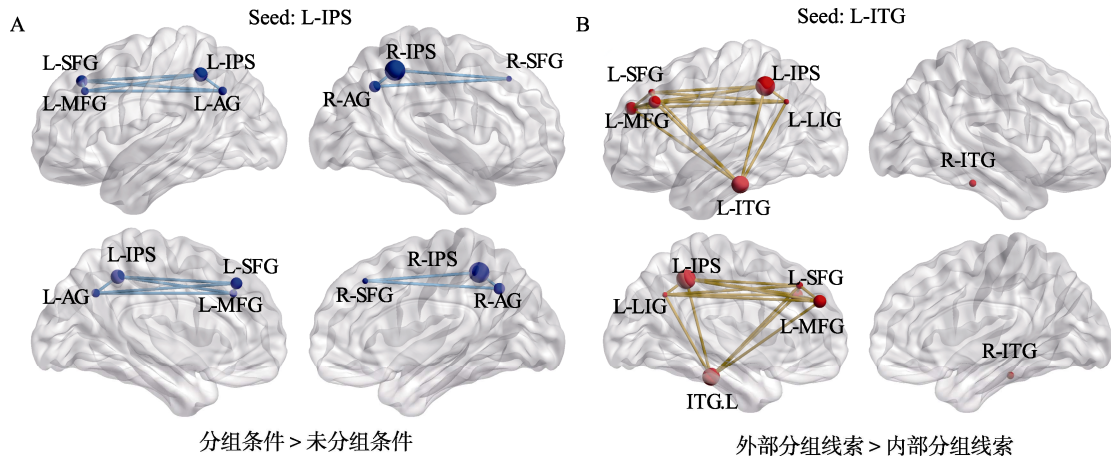 A
Seed: L-IPS
L-SFG
L-IPS
L-MFG
L-AG
R-IPS
R-SFG
R-AG
L-IPS
L-SFG
L-AG
L-MFG
R-IPS
R-SFG
R-AG
分组条件 > 未分组条件
B
Seed: L-ITG
L-SFG
L-IPS
L-MFG
L-LIG
L-ITG
R-ITG
L-IPS
L-SFG
L-LIG
L-MFG
ITG.L
R-ITG
外部分组线索 > 内部分组线索